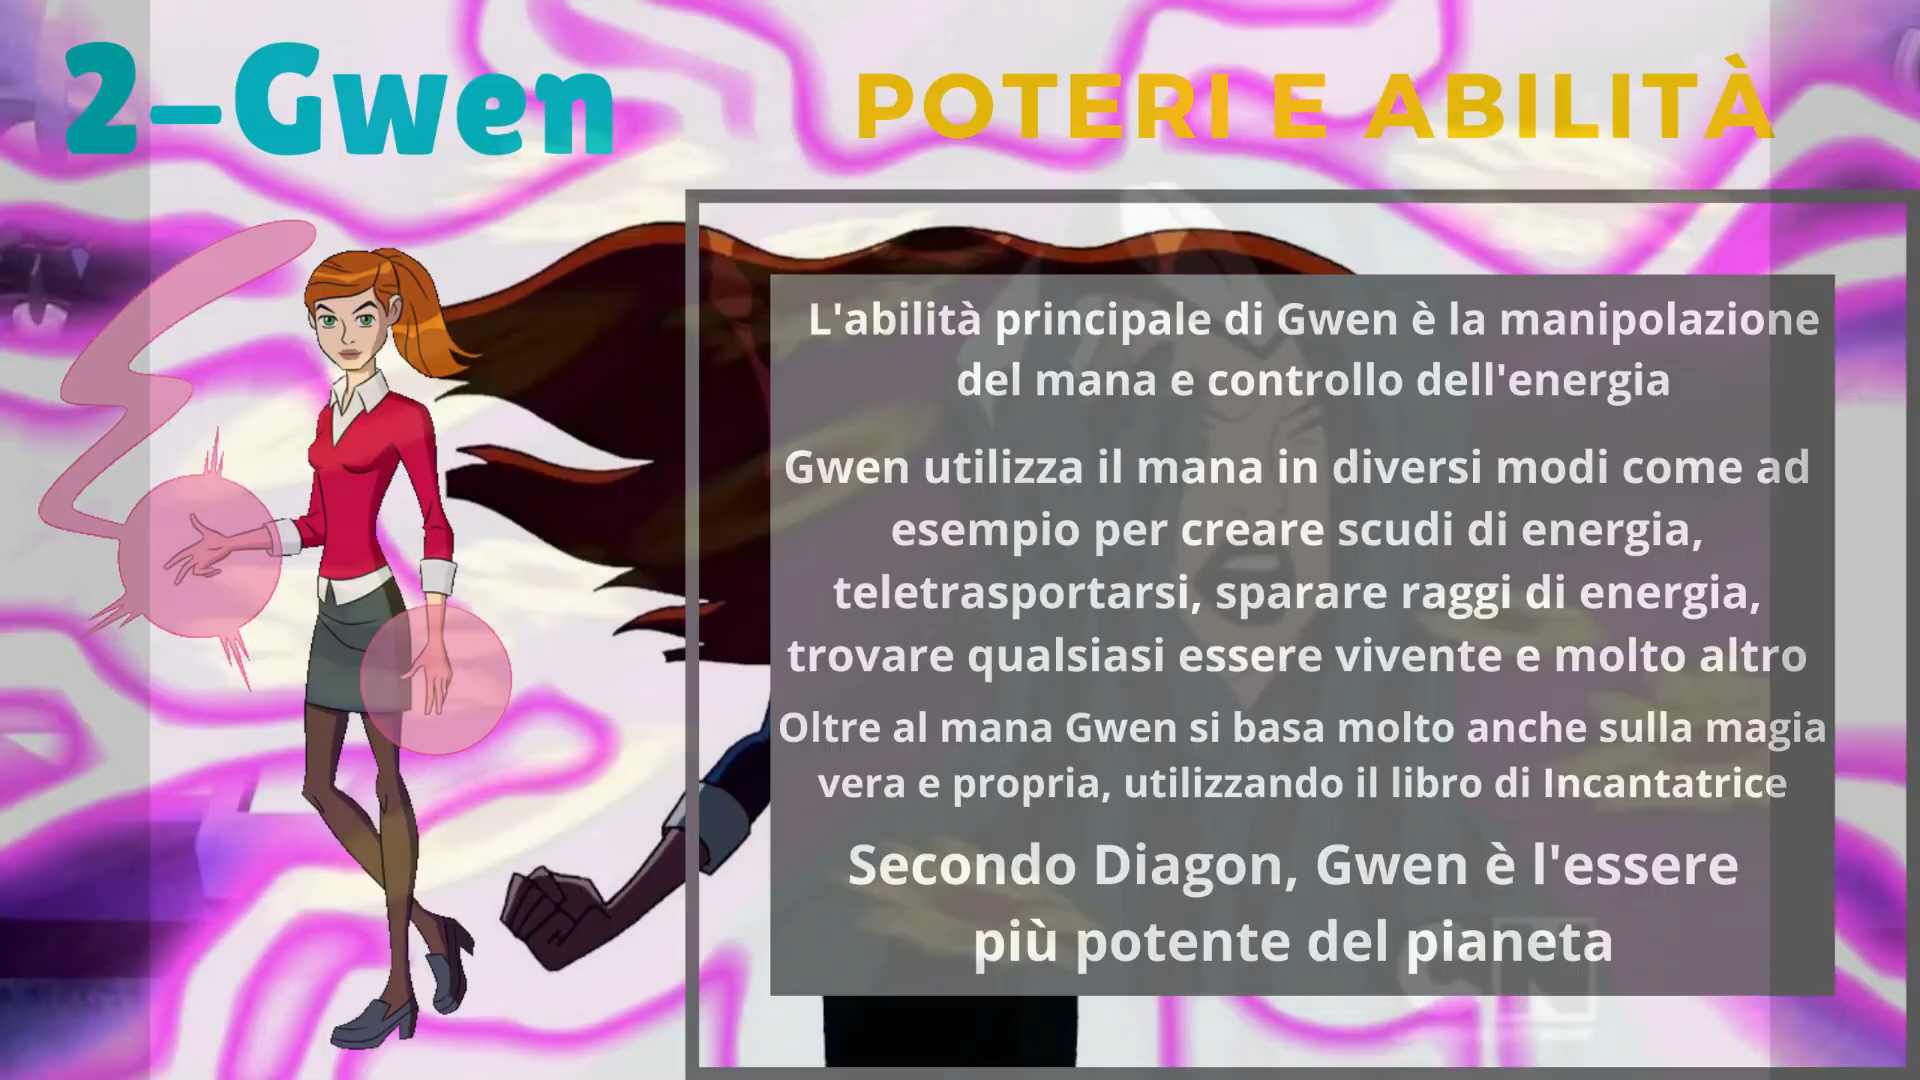 2-Gwen
POTERI E ABILITÀ
L'abilità principale di Gwen è la manipolazione
del mana e controllo dell'energia
Gwen utilizza il mana in diversi modi come ad
esempio per creare scudi di energia,
teletrasportarsi, sparare raggi di energia,
trovare qualsiasi essere vivente e molto altro
Oltre al mana Gwen si basa molto anche sulla magia
vera e propria, utilizzando il libro di Incantatrice
Secondo Diagon, Gwen è l'essere
più potente del pianeta